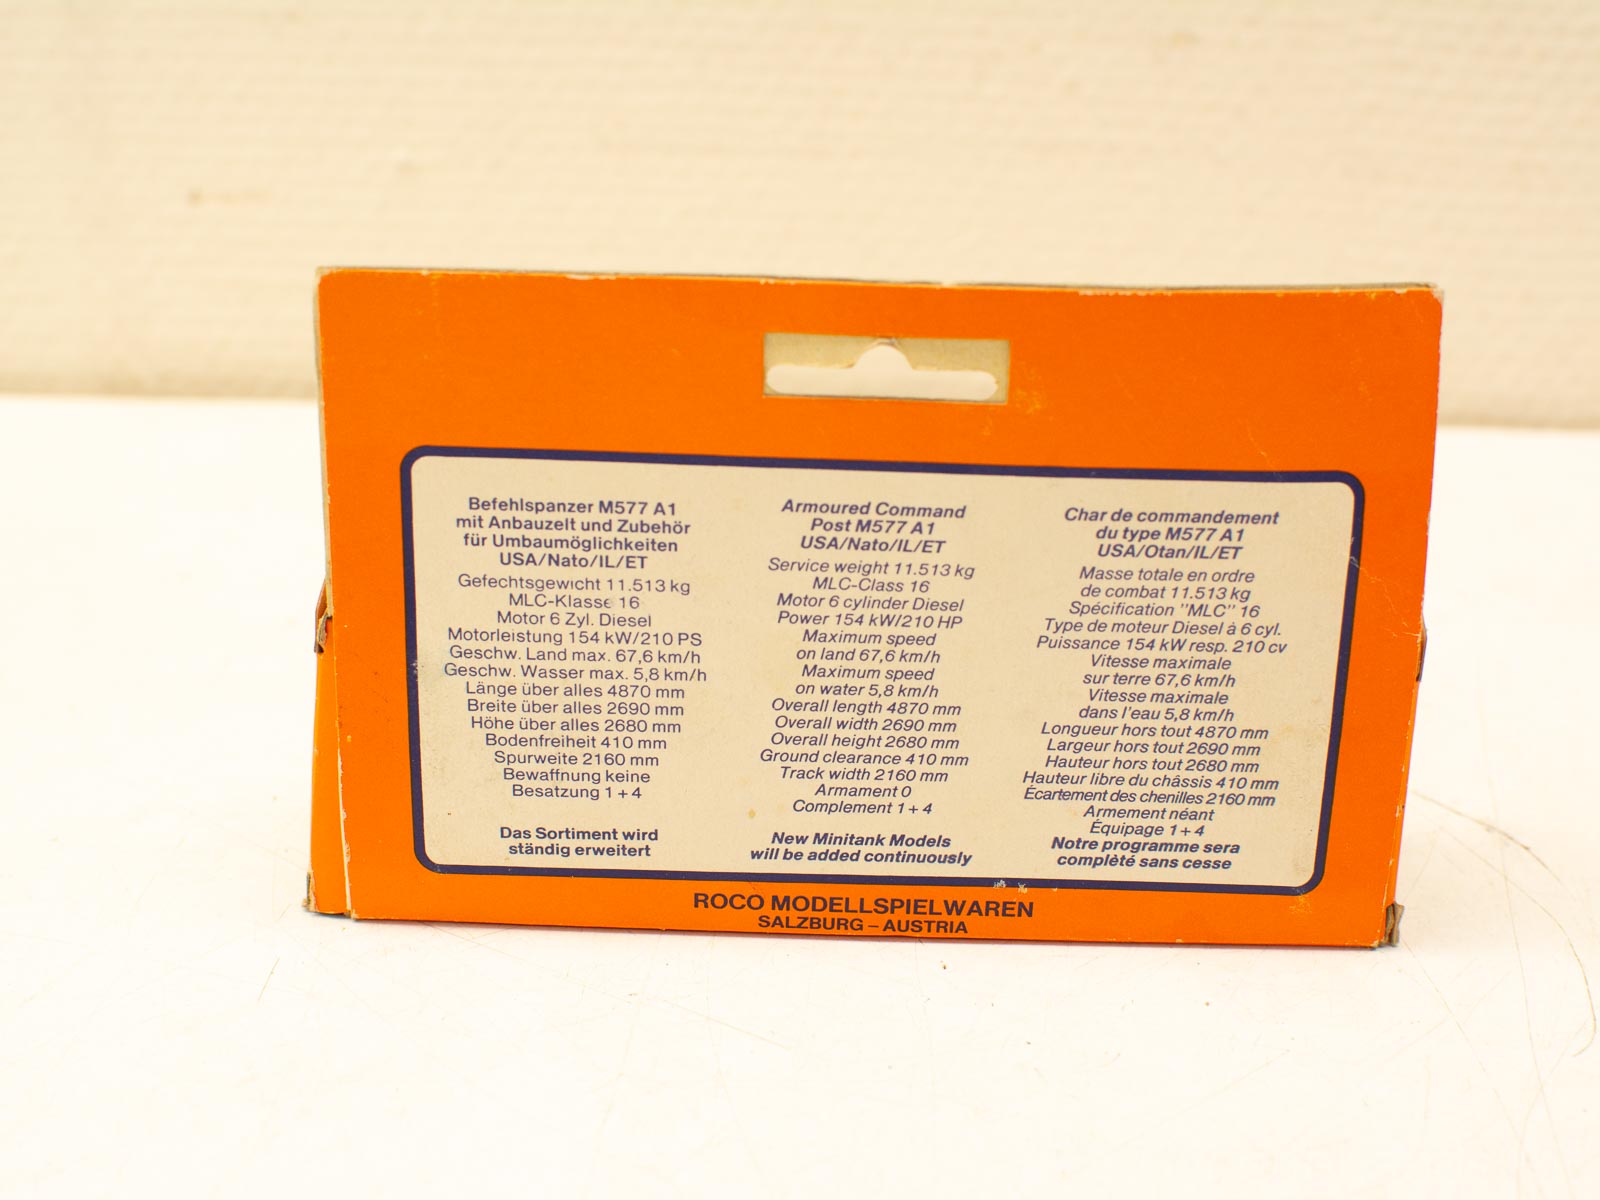 Befehlspanzer M577 A1
mit Anbauzelt und Zubehör
für Umbaumöglichkeiten
USA/Nato/IL/ET
Gefechtsgewicht 11.513 kg
MLC-Klasse 16
Motor 6 Zyl. Diesel
Motorleistung 154 kW/210 PS
Geschw. Land max. 67,6 km/h
Geschw. Wasser max. 5,8 km/h
Länge über alles 4870 mm
Breite über alles 2690 mm
Höhe über alles 2680 mm
Bodenfreiheit 410 mm
Spurweite 2160 mm
Bewaffnung keine
Besatzung 1 + 4
Das Sortiment wird
ständig erweitert
Armoured Command
Post M577 A1
USA/Nato/IL/ET
Service weight 11.513 kg
MLC-Class 16
Motor 6 cylinder Diesel
Power 154 kW/210 HP
Maximum speed
on land 67,6 km/h
Maximum speed
on water 5,8 km/h
Overall length 4870 mm
Overall width 2690 mm
Overall height 2680 mm
Ground clearance 410 mm
Track width 2160 mm
Armament 0
Complement 1 + 4
New Minitank Models
will be added continuously
Char de commandement
du type M577 A1
USA/Otan/IL/ET
Masse totale en ordre
de combat 11.513 kg
Spécification "MLC" 16
Type de moteur Diesel à 6 cyl.
Puissance 154 kW resp. 210 cv
Vitesse maximale
sur terre 67,6 km/h
Vitesse maximale
dans l'eau 5,8 km/h
Longueur hors tout 4870 mm
Largeur hors tout 2690 mm
Hauteur hors tout 2680 mm
Hauteur libre du châssis 410 mm
Écartement des chenilles 2160 mm
Armement néant
Équipage 1 + 4
Notre programme sera
complèté sans cesse
ROCO MODELLSPIELWAREN
SALZBURG – AUSTRIA